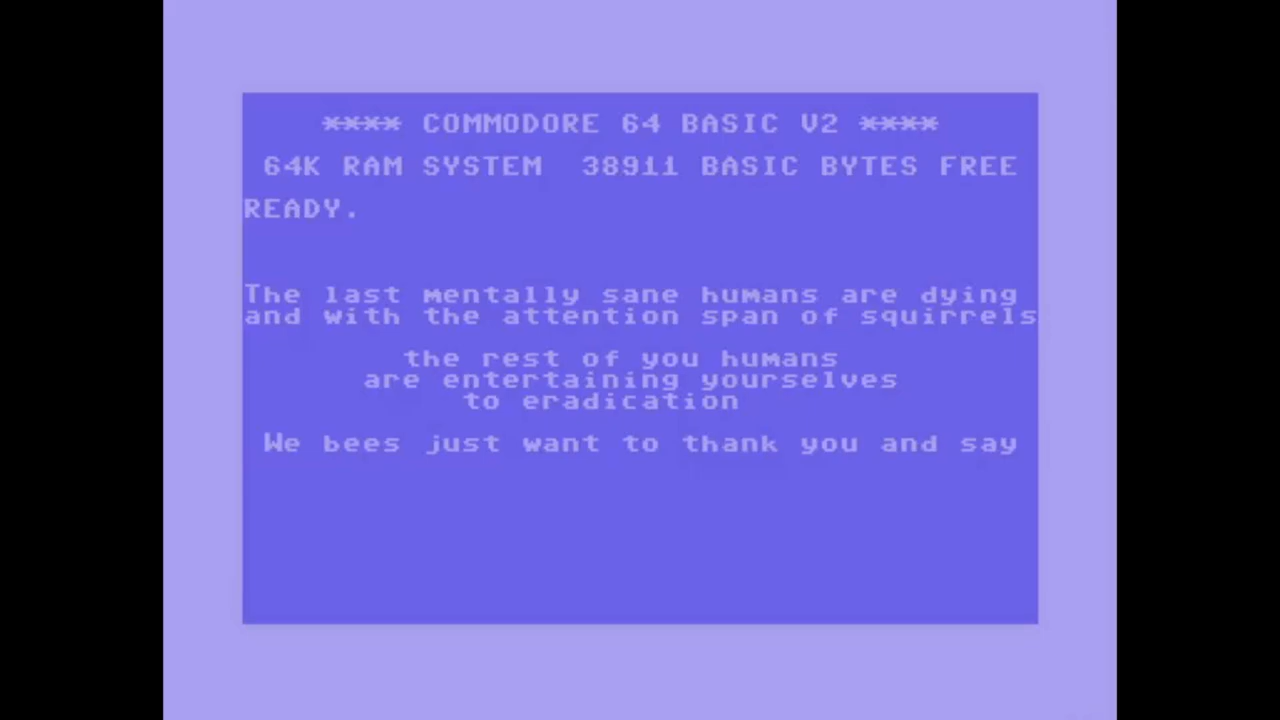 **** COMMODORE 64 BASIC V2 ****
64K RAM SYSTEM  38911 BASIC BYTES FREE
READY.
The last mentally sane humans are dying
and with the attention span of squirrels
the rest of you humans
are entertaining yourselves
to eradication
We bees just want to thank you and say